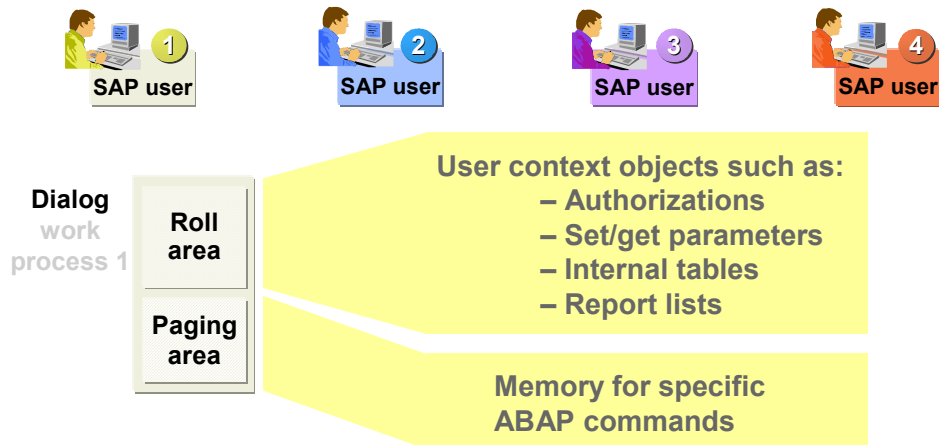 1
SAP user
2
SAP user
3
SAP user
4
SAP user
Dialog
work
process 1
Roll
area
Paging
area
User context objects such as:
– Authorizations
– Set/get parameters
– Internal tables
– Report lists
Memory for specific
ABAP commands